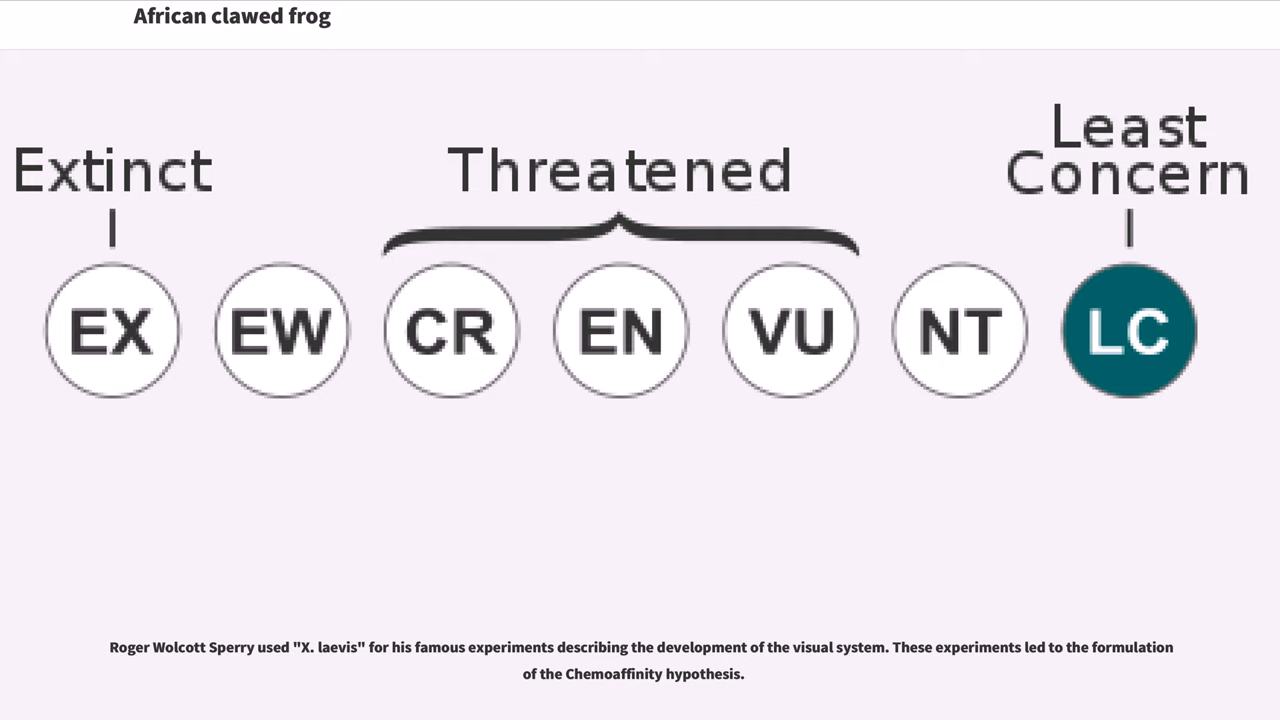 African clawed frog
Extinct
Threatened
Least
Concern
EX EW CR EN VU NT LC
Roger Wolcott Sperry used "X. laevis" for his famous experiments describing the development of the visual system. These experiments led to the formulation
of the Chemoaffinity hypothesis.